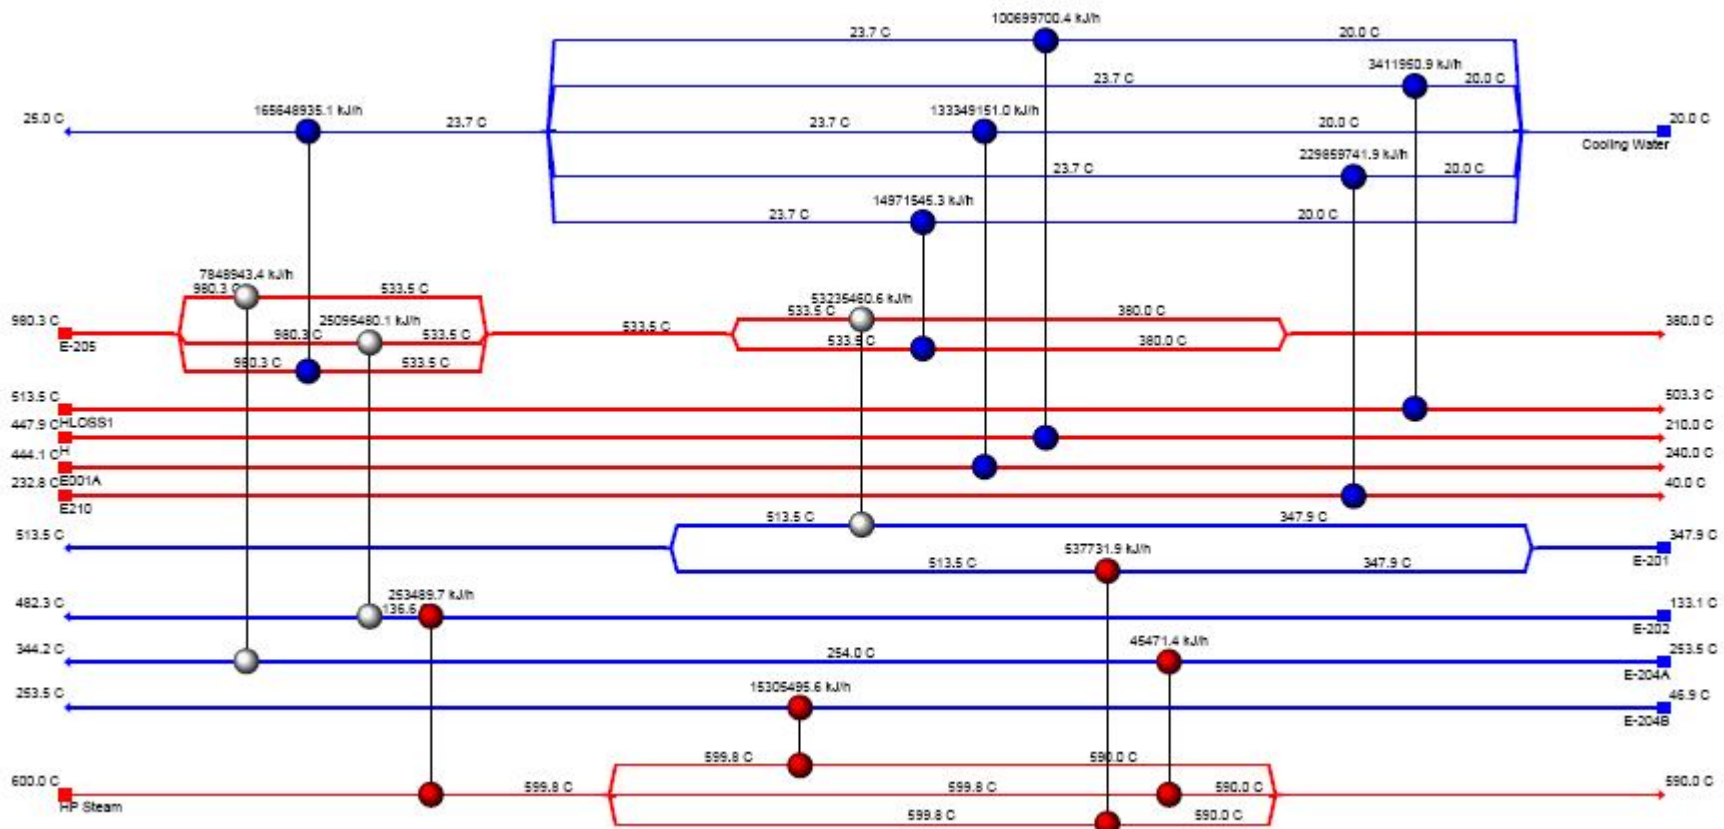 100699700.4 kJ/h
23.7 C
20.0 C
3411950.9 kJ/h
23.7 C
20.0 C
165648935.1 kJ/h
133349151.0 kJ/h
25.0 C
23.7 C
23.7 C
20.0 C
20.0 C
Cooling Water
229859741.9 kJ/h
23.7 C
20.0 C
14971545.3 kJ/h
23.7 C
20.0 C
7848943.4 kJ/h
980.3 C
533.5 C
53235460.6 kJ/h
533.5 C
380.0 C
980.3 C
25095480.1 kJ/h
533.5 C
380.0 C
E-205
980.3 C
533.5 C
533.5 C
380.0 C
980.3 C
533.5 C
513.5 C
503.3 C
HLOSS1
447.9 C
210.0 C
H
444.1 C
240.0 C
E001A
232.8 C
40.0 C
E210
513.5 C
347.9 C
513.5 C
347.9 C
E-201
537731.9 kJ/h
513.5 C
347.9 C
253489.7 kJ/h
482.3 C
136.6
133.1 C
E-202
45471.4 kJ/h
344.2 C
254.0 C
253.5 C
E-204A
15305495.6 kJ/h
253.5 C
46.9 C
E-204B
599.8 C
590.0 C
600.0 C
HP Steam
599.8 C
599.8 C
590.0 C
590.0 C
599.8 C
590.0 C